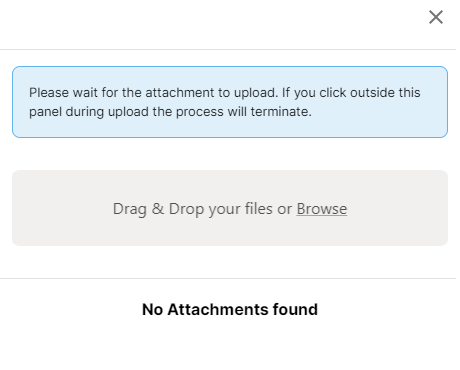 Please wait for the attachment to upload. If you click outside this
panel during upload the process will terminate.
Drag & Drop your files or Browse
No Attachments found